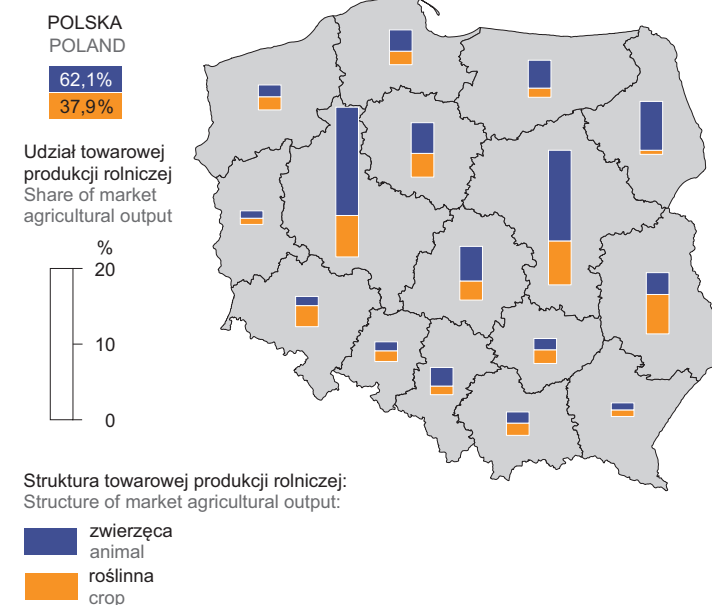 POLSKA
POLAND
62,1%
37,9%
Udział towarowej
produkcji rolniczej
Share of market
agricultural output
%
20
10
0
Struktura towarowej produkcji rolniczej:
Structure of market agricultural output:
zwierzęca
animal
roślinna
crop